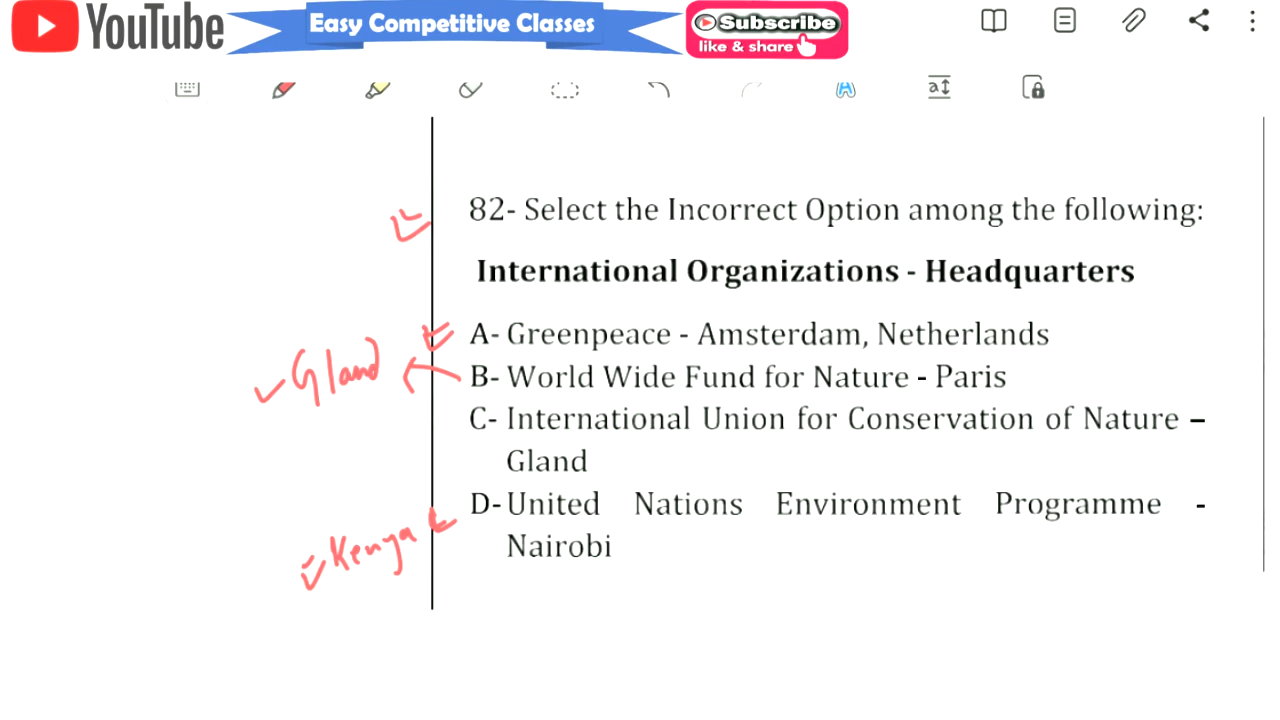 YouTube Easy Competitive Classes Subscribe
like & share
82- Select the Incorrect Option among the following:
International Organizations - Headquarters
A- Greenpeace - Amsterdam, Netherlands
Gland B- World Wide Fund for Nature - Paris
C- International Union for Conservation of Nature –
Gland
D- United Nations Environment Programme -
Kenya Nairobi